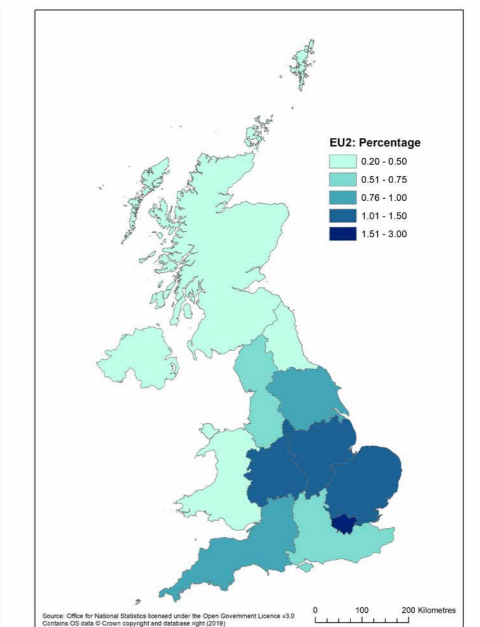 EU2: Percentage
0.20 - 0.50
0.51 - 0.75
0.76 - 1.00
1.01 - 1.50
1.51 - 3.00
Source: Office for National Statistics licensed under the Open Government Licence v3.0
Contains OS data © Crown copyright and database right (2019)
0 100 200 Kilometres